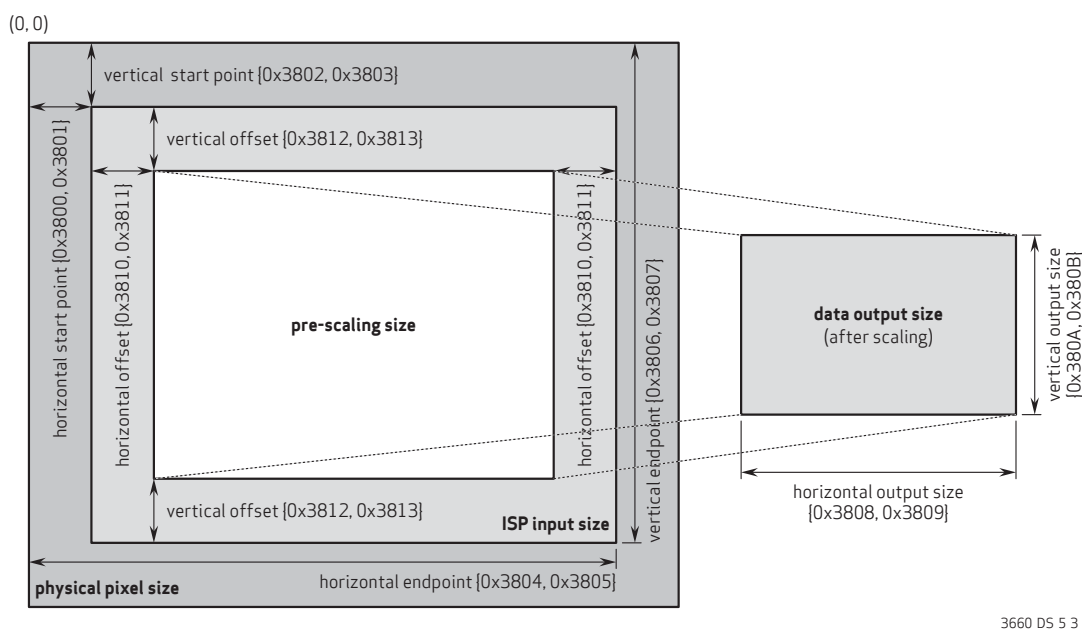 (0, 0)
vertical start point {0x3802, 0x3803}
horizontal start point {0x3800, 0x3801}
vertical offset {0x3812, 0x3813}
horizontal offset {0x3810, 0x3811}
horizontal offset {0x3810, 0x3811}
vertical endpoint {0x3806, 0x3807}
pre-scaling size
data output size
(after scaling)
vertical output size
{0x380A, 0x380B}
horizontal output size
{0x3808, 0x3809}
vertical offset {0x3812, 0x3813}
ISP input size
horizontal endpoint {0x3804, 0x3805}
physical pixel size
3660 DS 5 3